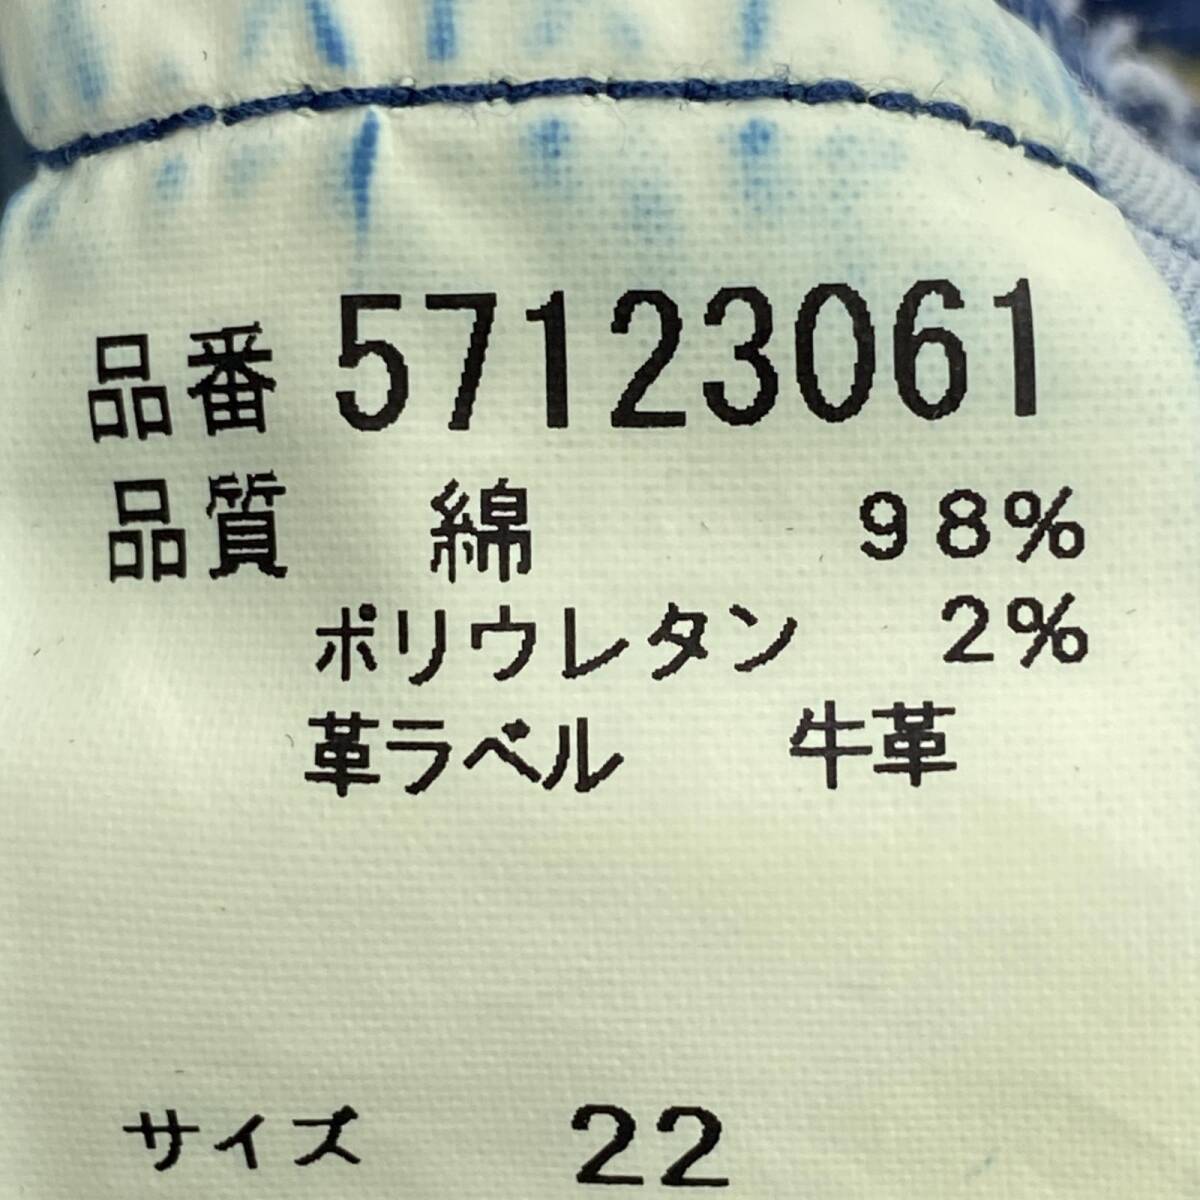 品番 57123061
品質 綿 98%
ポリウレタン 2%
革ラベル 牛革
サイズ 22